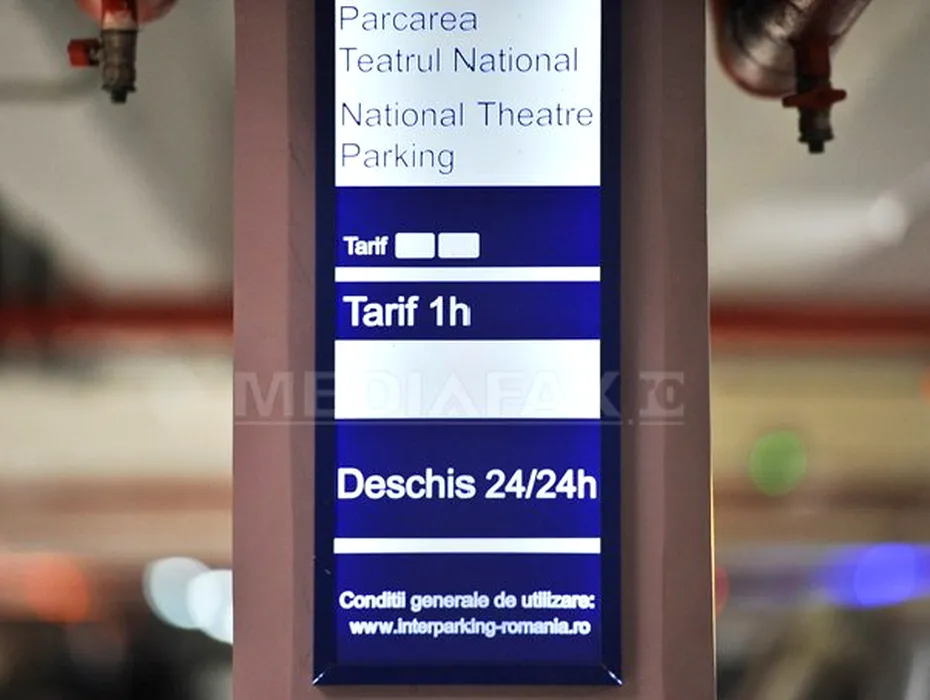 Parcarea
Teatrul National
National Theatre
Parking
Tarif
Tarif 1h
MEDIAFAX.ro
Deschis 24/24h
Conditii generale de utilizare:
www.interparking-romania.ro